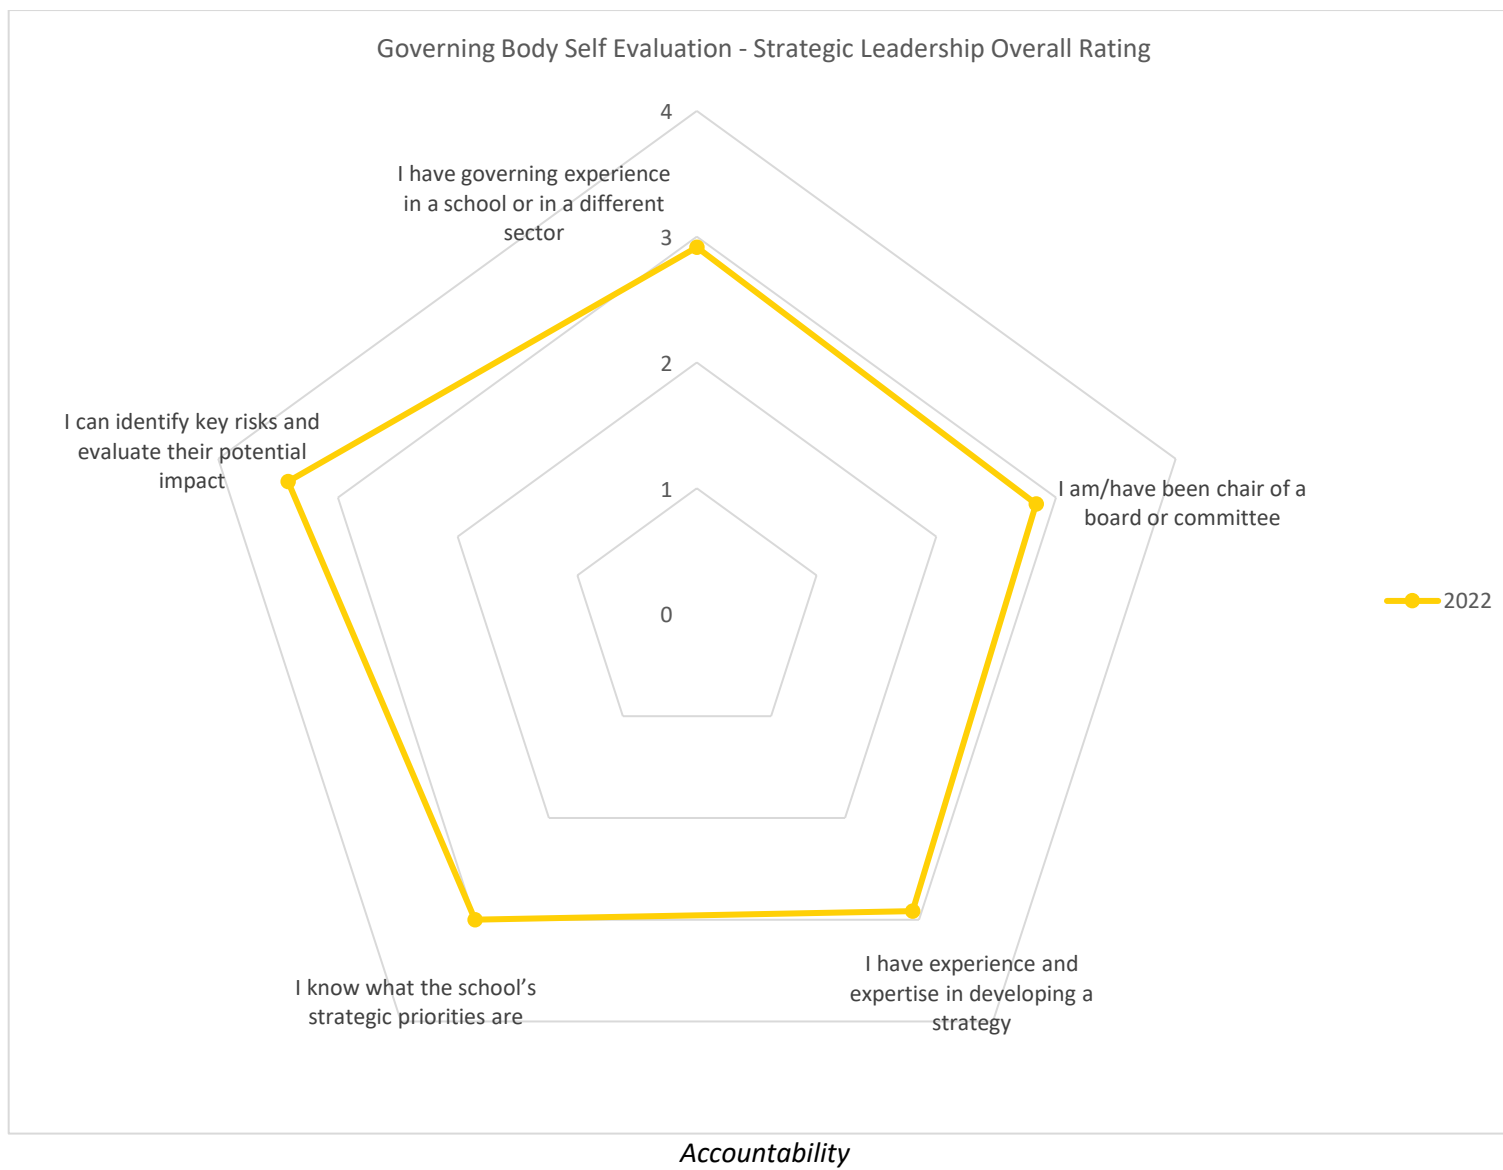 Governing Body Self Evaluation - Strategic Leadership Overall Rating
4
I have governing experience
in a school or in a different
sector
3
2
I can identify key risks and
evaluate their potential
impact
1
I am/have been chair of a
board or committee
0
2022
I have experience and
expertise in developing a
strategy
I know what the school’s
strategic priorities are
Accountability